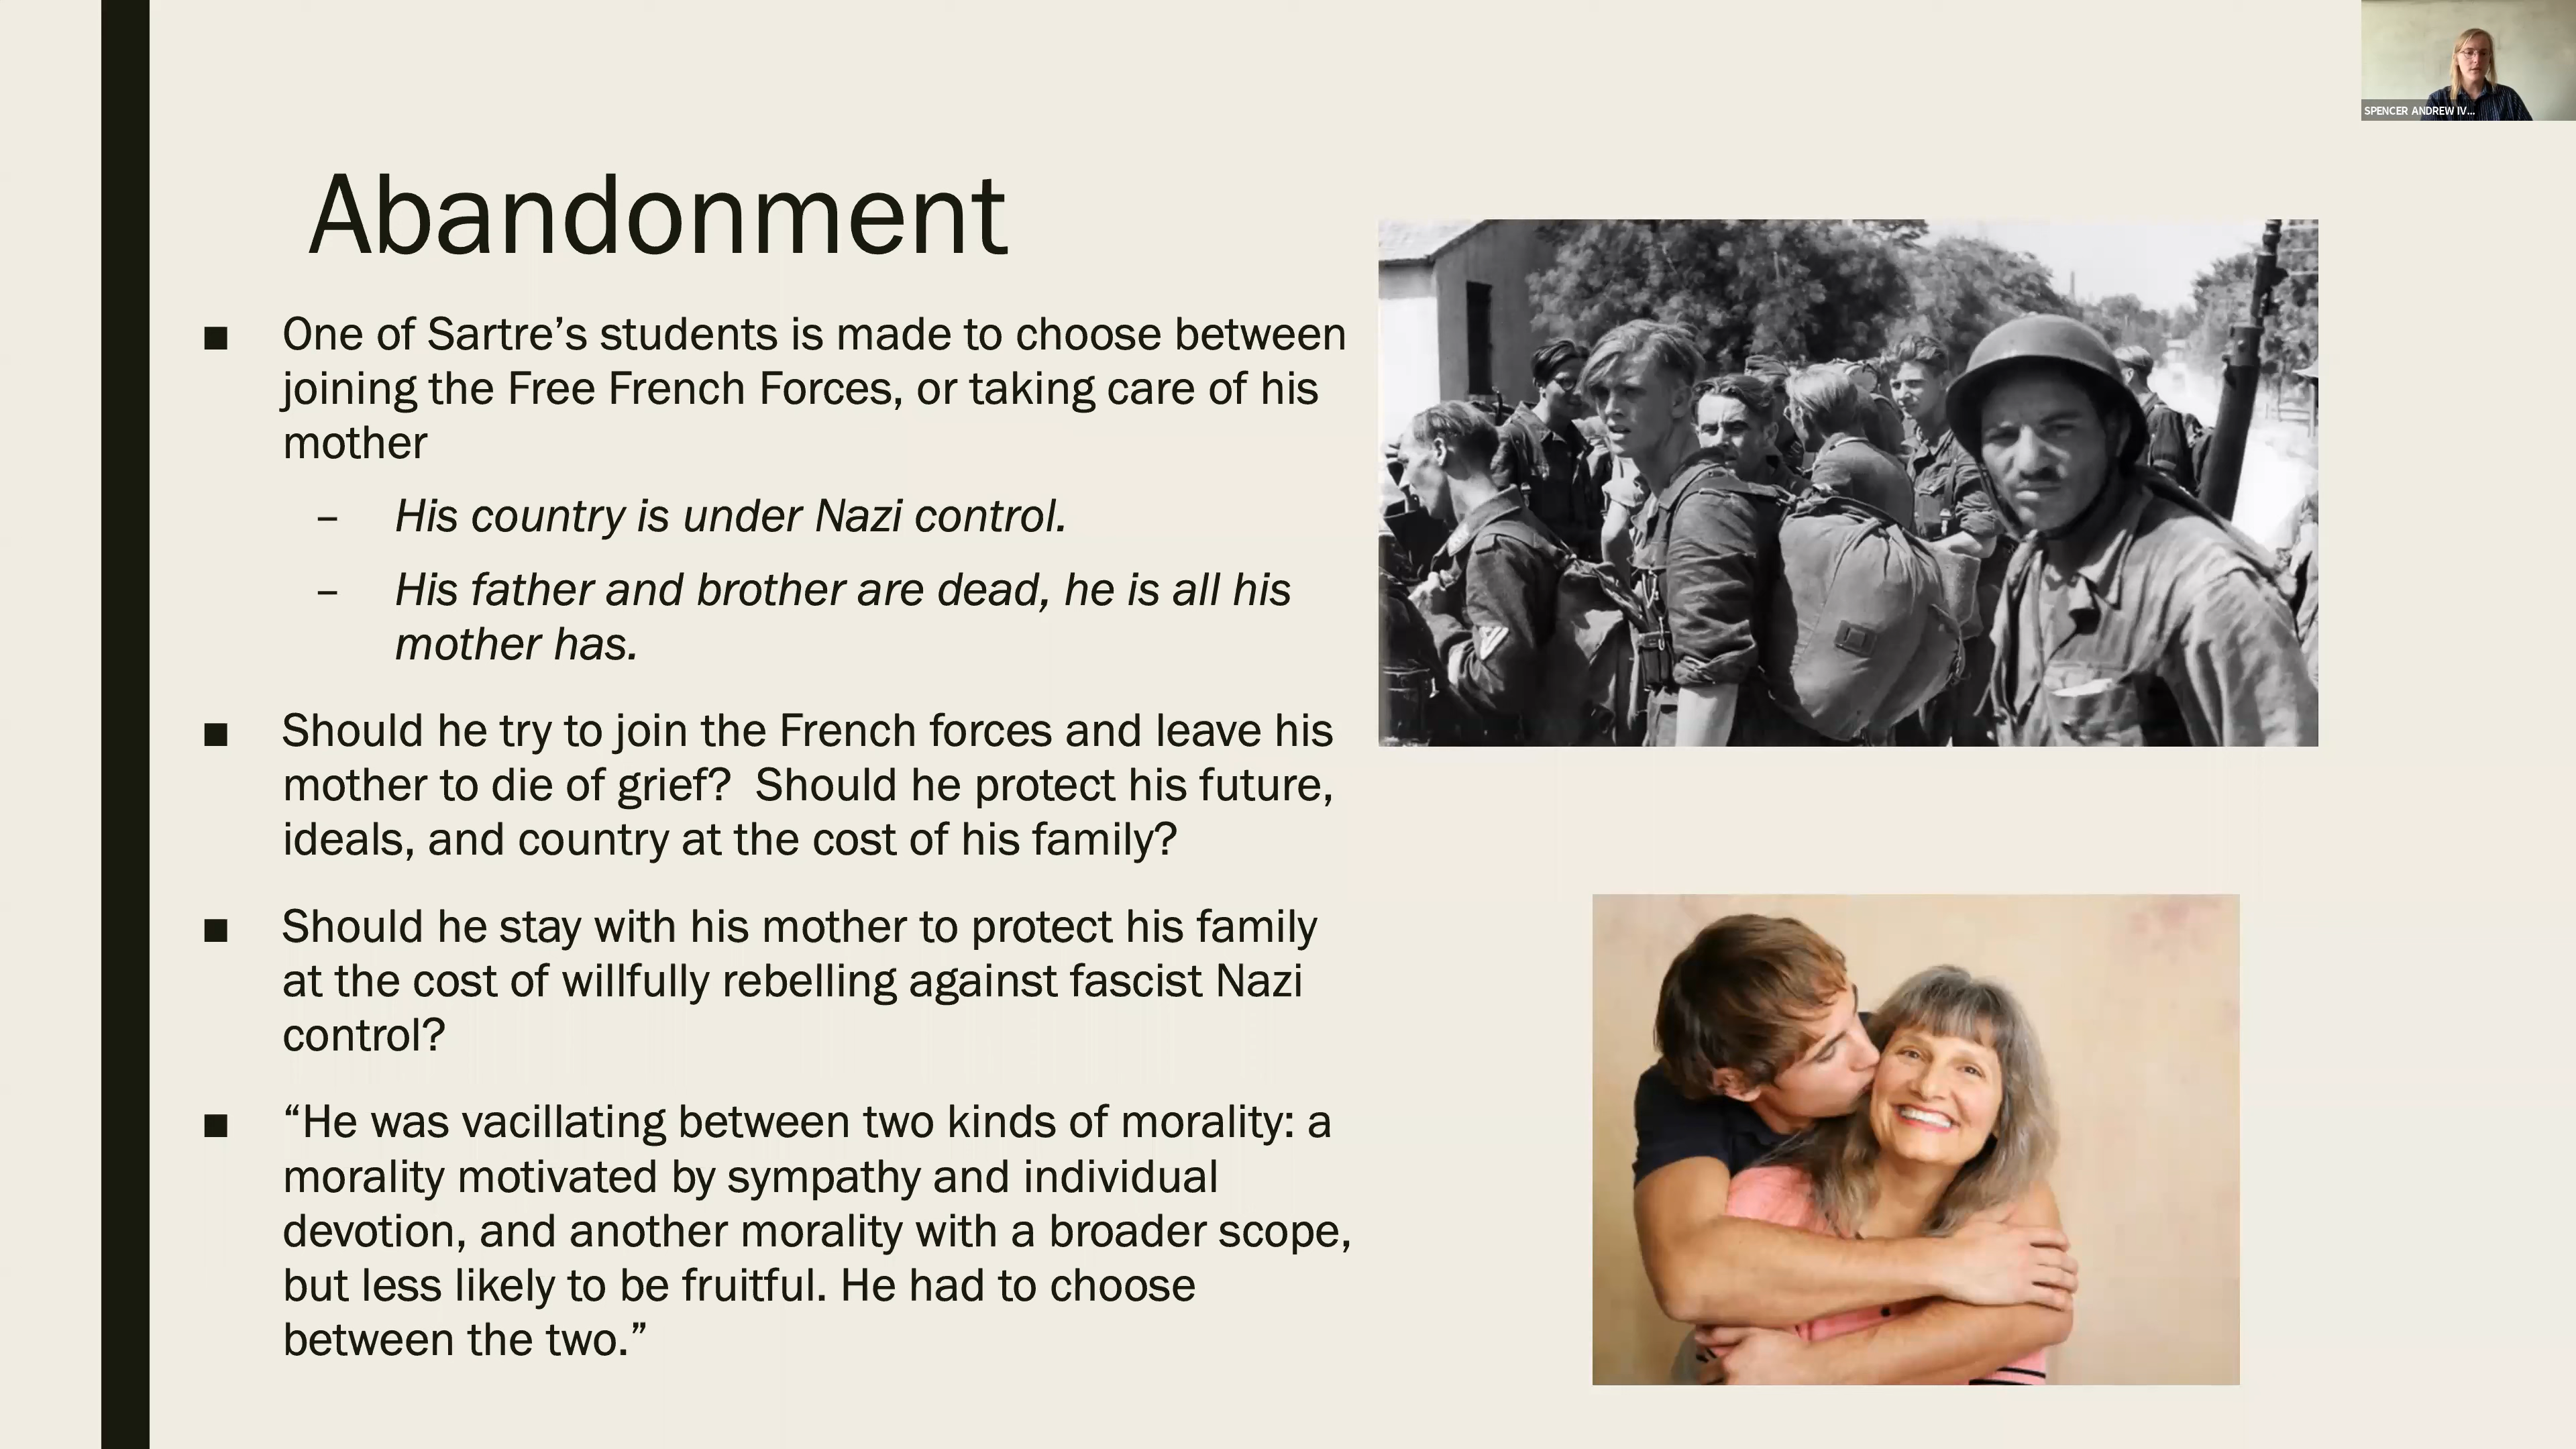 SPENCER ANDREW IV...
Abandonment
■ One of Sartre’s students is made to choose between
joining the Free French Forces, or taking care of his
mother
– His country is under Nazi control.
– His father and brother are dead, he is all his
mother has.
■ Should he try to join the French forces and leave his
mother to die of grief?  Should he protect his future,
ideals, and country at the cost of his family?
■ Should he stay with his mother to protect his family
at the cost of willfully rebelling against fascist Nazi
control?
■ “He was vacillating between two kinds of morality: a
morality motivated by sympathy and individual
devotion, and another morality with a broader scope,
but less likely to be fruitful. He had to choose
between the two.”